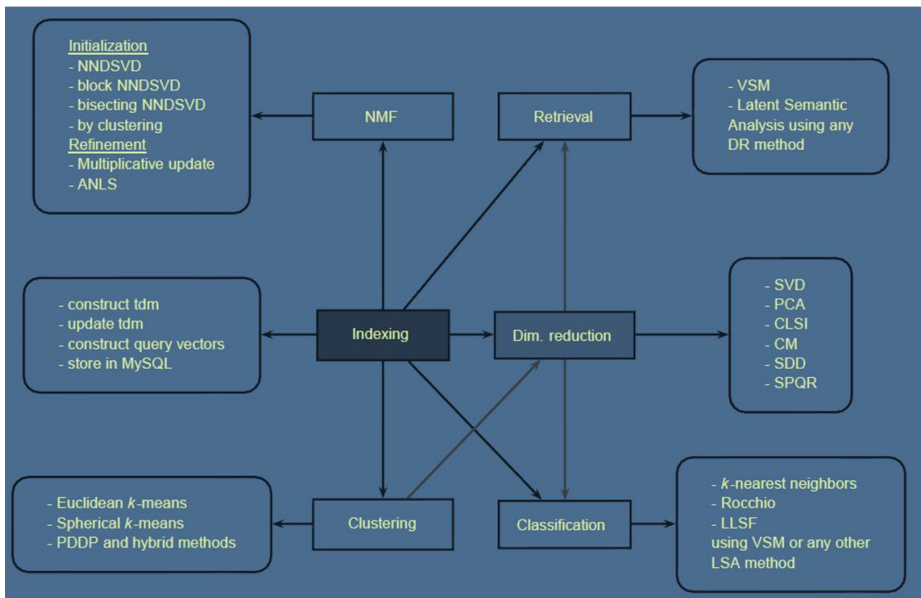 Initialization
- NNDSVD
- block NNDSVD
- bisecting NNDSVD
- by clustering
Refinement
- Multiplicative update
- ANLS
NMF
Retrieval
- VSM
- Latent Semantic
Analysis using any
DR method
- construct tdm
- update tdm
- construct query vectors
- store in MySQL
Indexing
Dim. reduction
- SVD
- PCA
- CLSI
- CM
- SDD
- SPQR
- Euclidean k-means
- Spherical k-means
- PDDP and hybrid methods
Clustering
Classification
- k-nearest neighbors
- Rocchio
- LLSF
using VSM or any other
LSA method